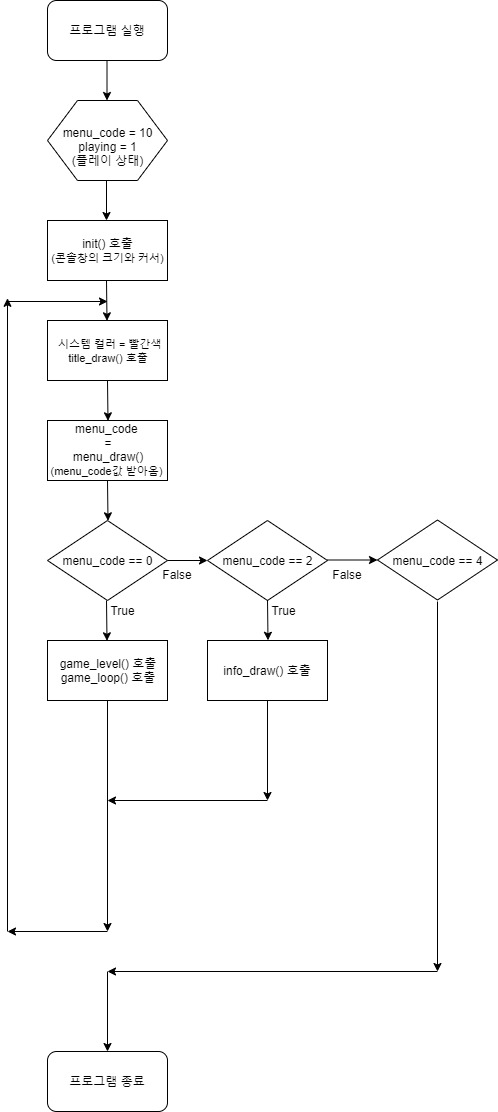 프로그램 실행
menu_code = 10
playing = 1
(플레이 상태)
init() 호출
(콘솔창의 크기와 커서)
시스템 컬러 = 빨간색
title_draw() 호출
menu_code
=
menu_draw()
(menu_code값 받아옴)
menu_code == 0
False
menu_code == 2
False
menu_code == 4
True
True
game_level() 호출
game_loop() 호출
info_draw() 호출
프로그램 종료